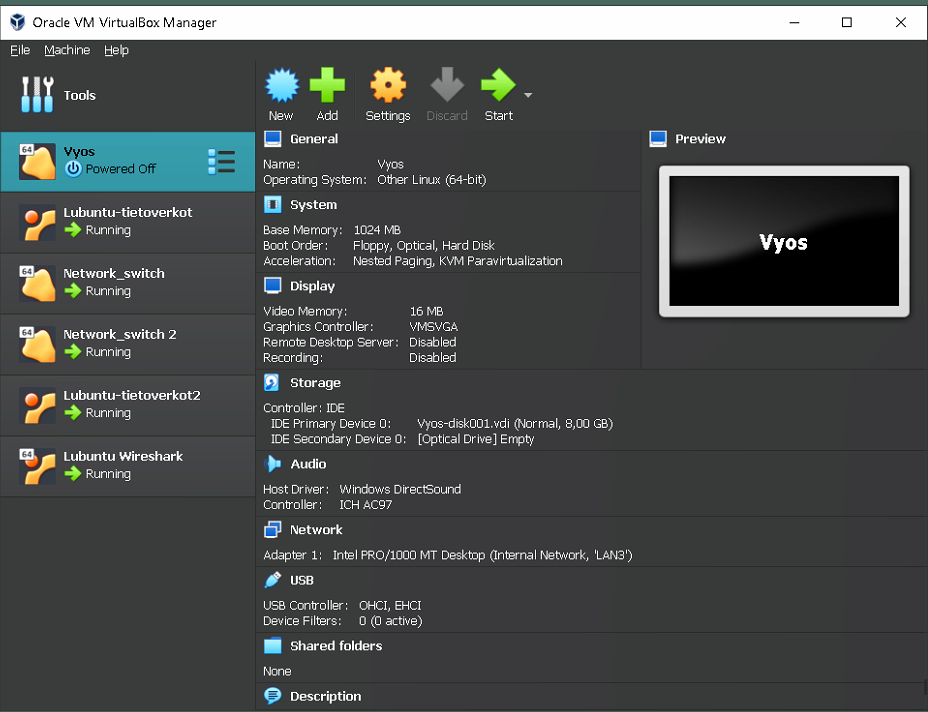 Oracle VM VirtualBox Manager
File Machine Help
Tools
New Add Settings Discard Start
64
Vyos
Powered Off
Lubuntu-tietoverkot
Running
64
Network_switch
Running
64
Network_switch 2
Running
Lubuntu-tietoverkot2
Running
64
Lubuntu Wireshark
Running
General
Name: Vyos
Operating System: Other Linux (64-bit)
System
Base Memory: 1024 MB
Boot Order: Floppy, Optical, Hard Disk
Acceleration: Nested Paging, KVM Paravirtualization
Display
Video Memory: 16 MB
Graphics Controller: VMSVGA
Remote Desktop Server: Disabled
Recording: Disabled
Storage
Controller: IDE
IDE Primary Device 0: Vyos-disk001.vdi (Normal, 8,00 GB)
IDE Secondary Device 0: [Optical Drive] Empty
Audio
Host Driver: Windows DirectSound
Controller: ICH AC97
Network
Adapter 1: Intel PRO/1000 MT Desktop (Internal Network, 'LAN3')
USB
USB Controller: OHCI, EHCI
Device Filters: 0 (0 active)
Shared folders
None
Description
Preview
Vyos